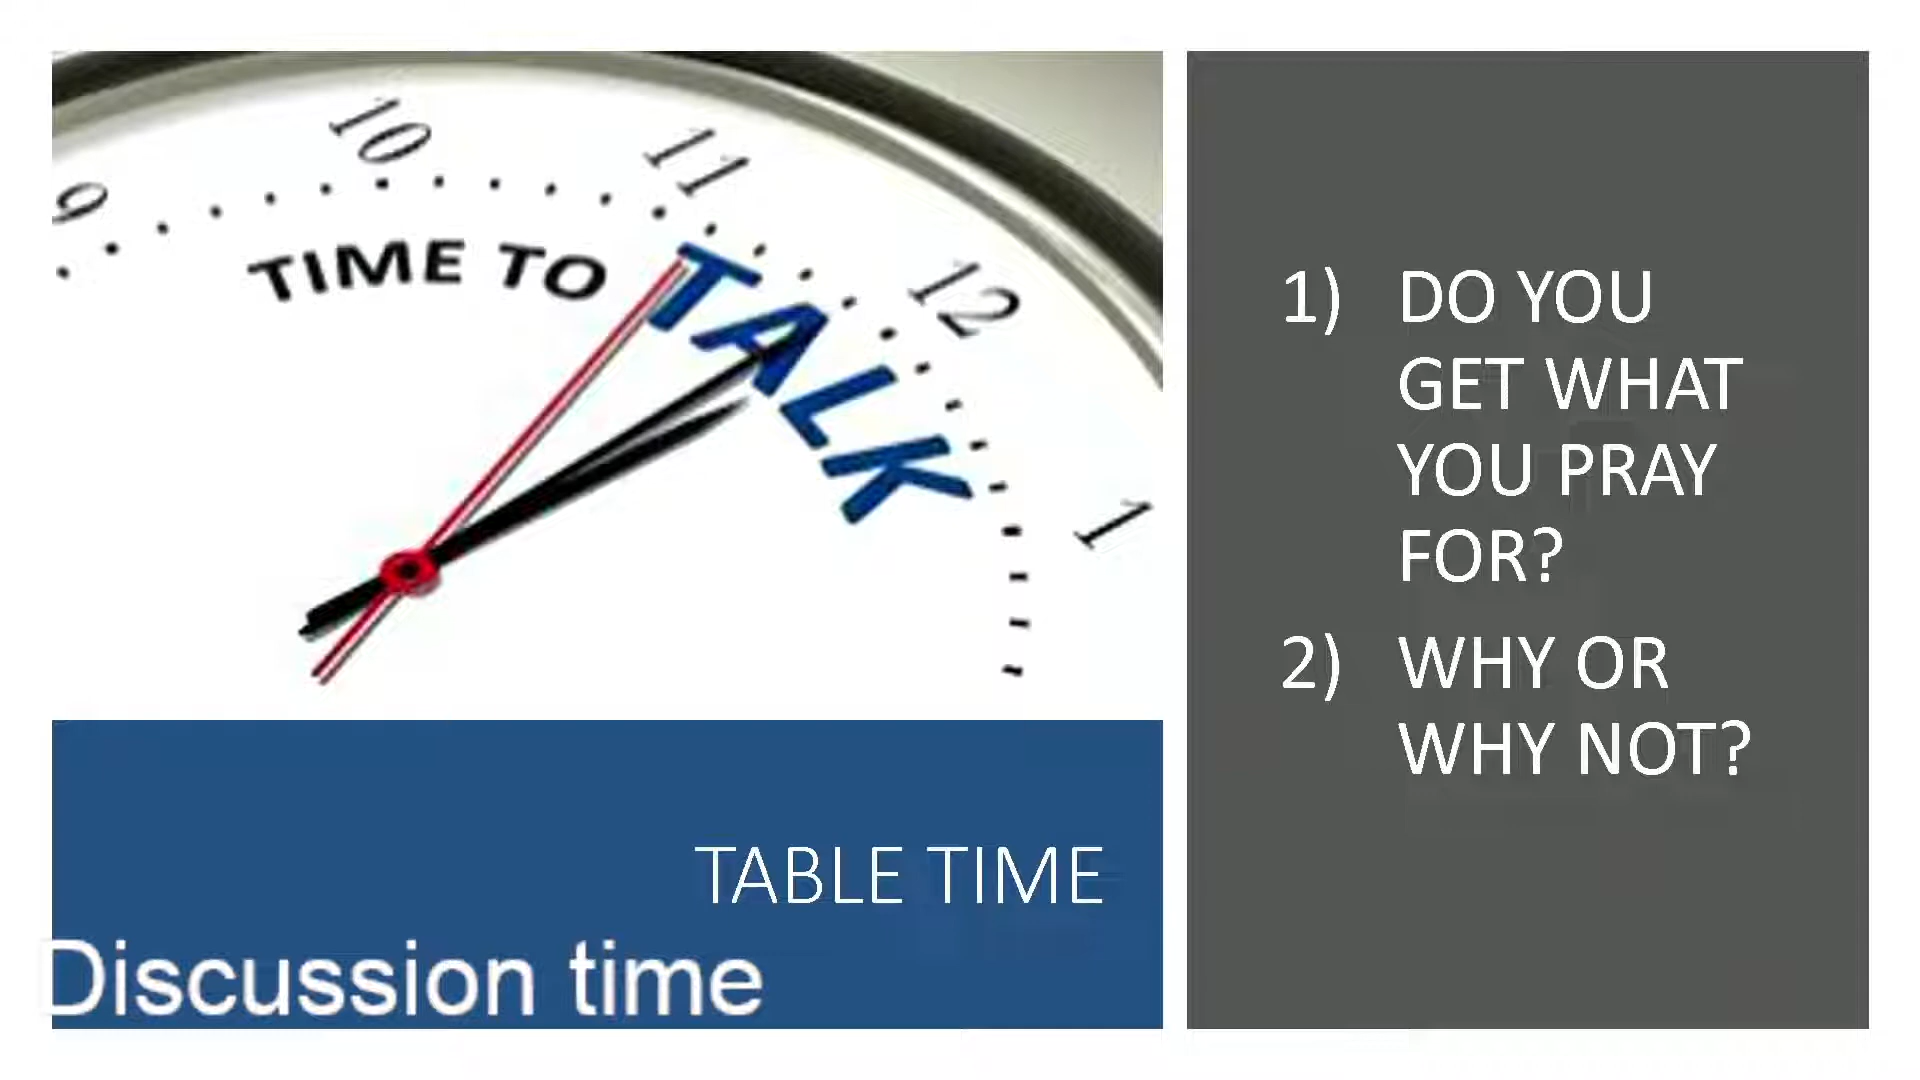 9
10
11
12
1
TIME TO
TALK
TABLE TIME
Discussion time
1) DO YOU
GET WHAT
YOU PRAY
FOR?
2) WHY OR
WHY NOT?